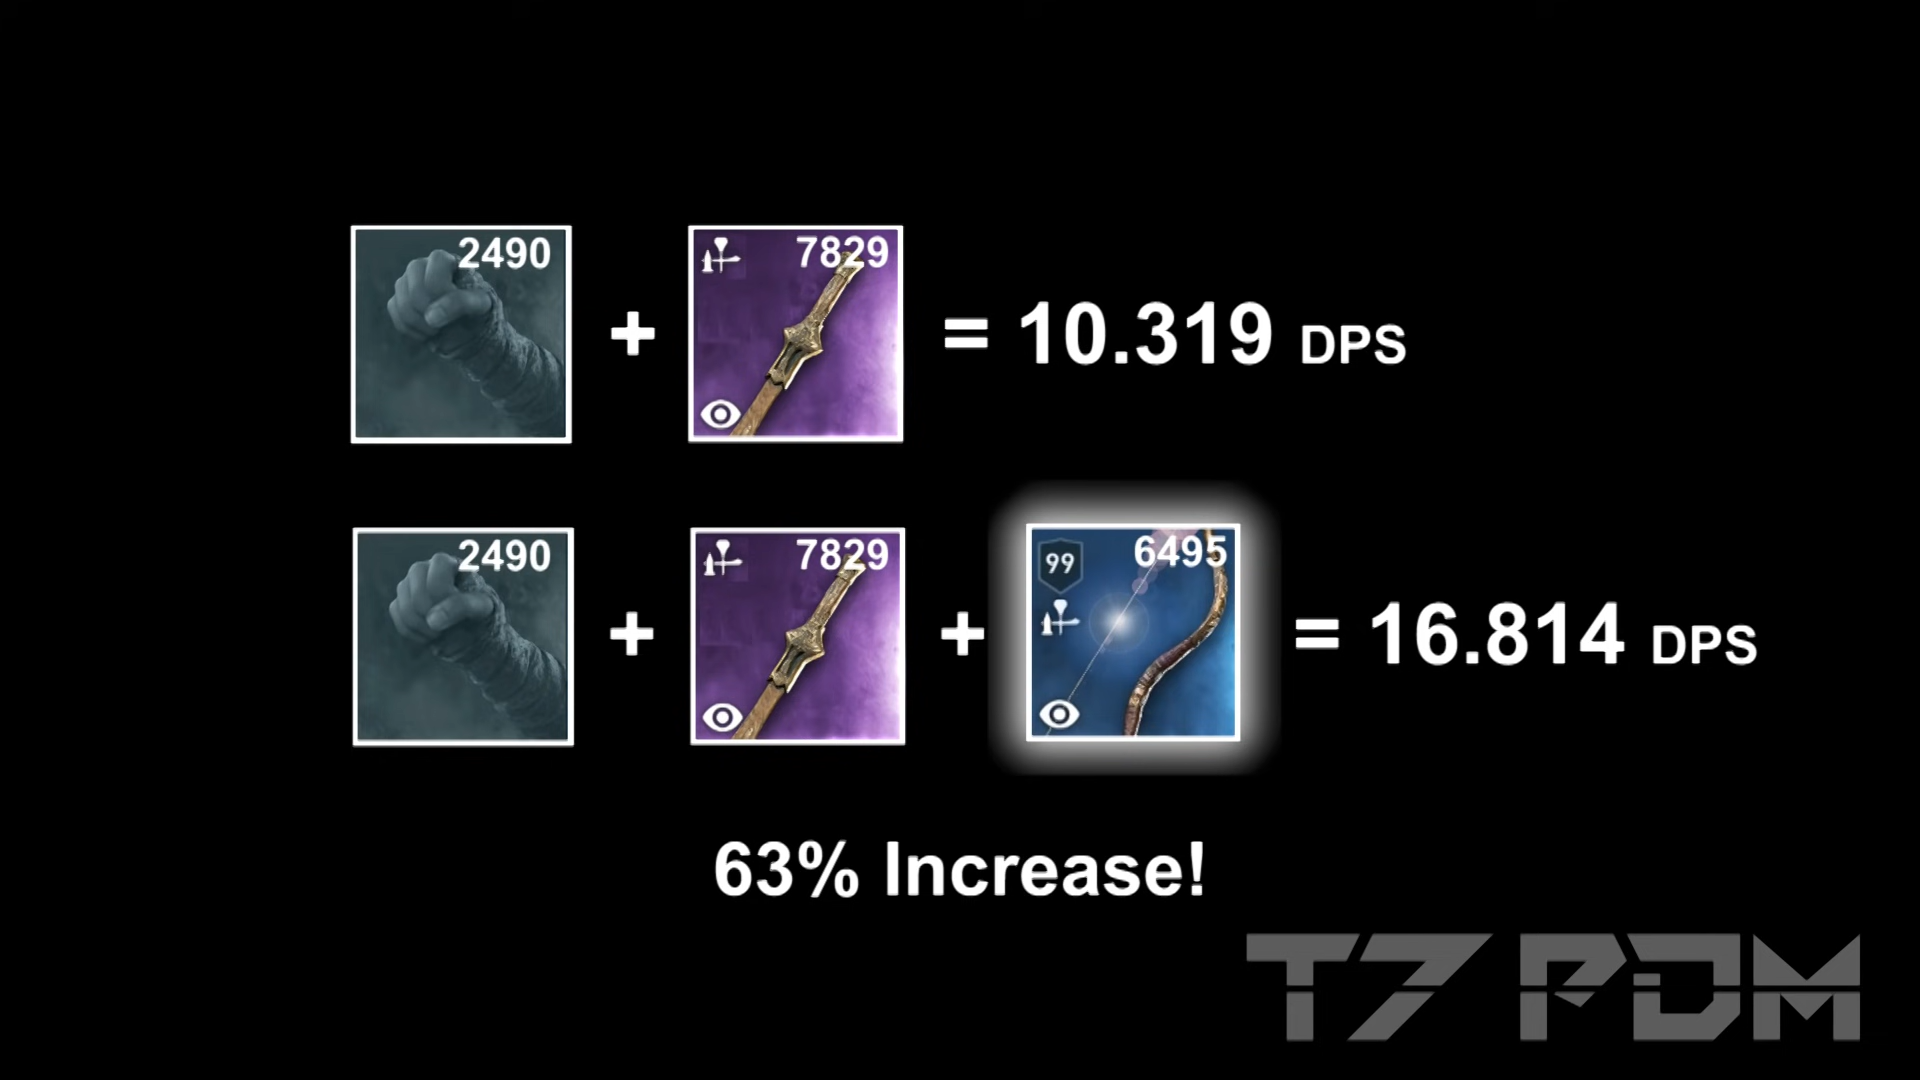 2490 + 7829 = 10.319 DPS
2490 + 7829 + 99 6495 = 16.814 DPS
63% Increase!
T7 PDM